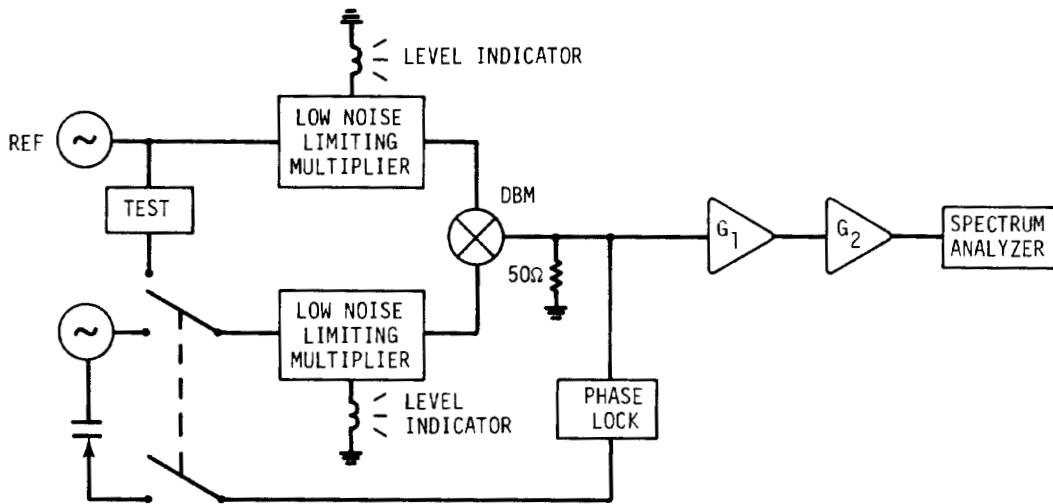 LEVEL INDICATOR
REF
LOW NOISE
LIMITING
MULTIPLIER
TEST
DBM
G1
G2
SPECTRUM
ANALYZER
50Ω
LOW NOISE
LIMITING
MULTIPLIER
LEVEL
INDICATOR
PHASE
LOCK